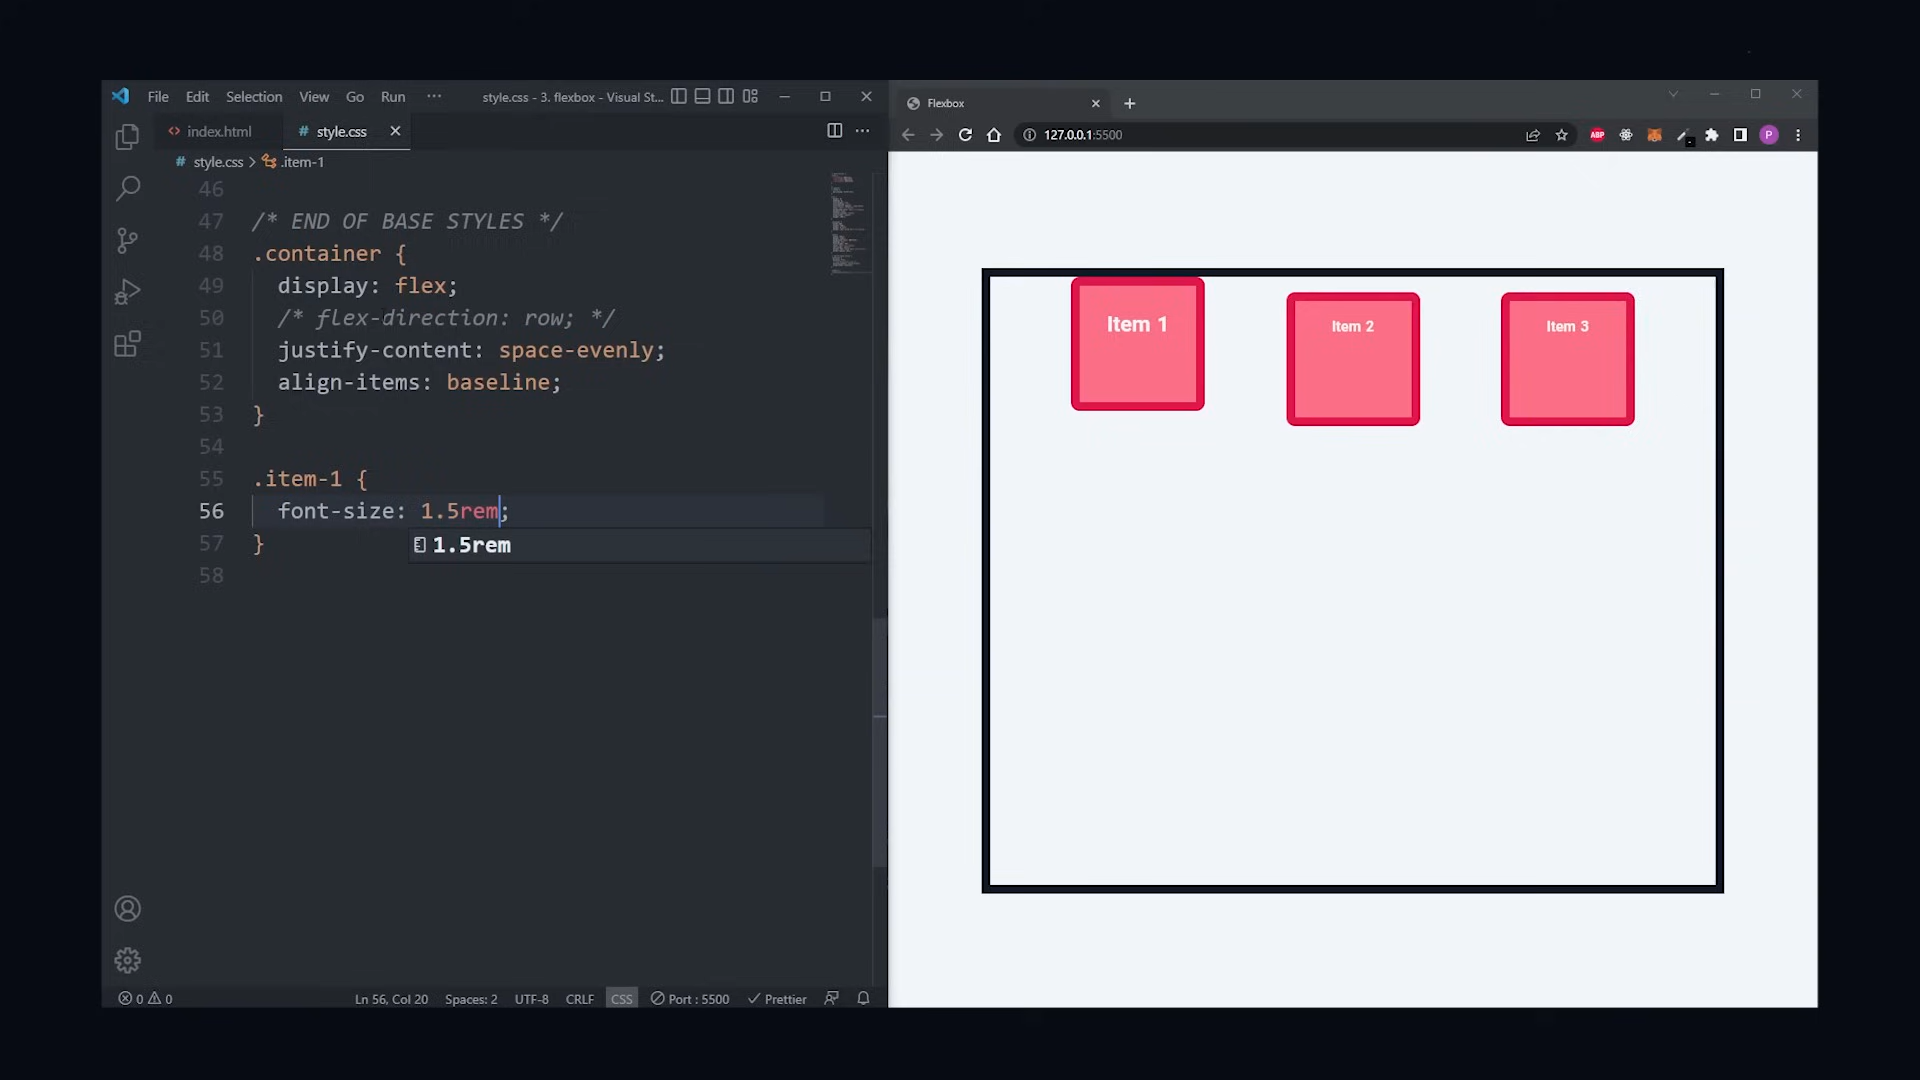 File Edit Selection View Go Run ··· style.css - 3. flexbox - Visual St...
index.html # style.css
# style.css > .item-1
46
47 /* END OF BASE STYLES */
48 .container {
49 display: flex;
50 /* flex-direction: row; */
51 justify-content: space-evenly;
52 align-items: baseline;
53 }
54
55 .item-1 {
56 font-size: 1.5rem;
57 }
1.5rem
58
0 0 Ln 56, Col 20 Spaces: 2 UTF-8 CRLF CSS Port : 5500 Prettier
Flexbox
127.0.0.1:5500 ABP P
Item 1 Item 2 Item 3